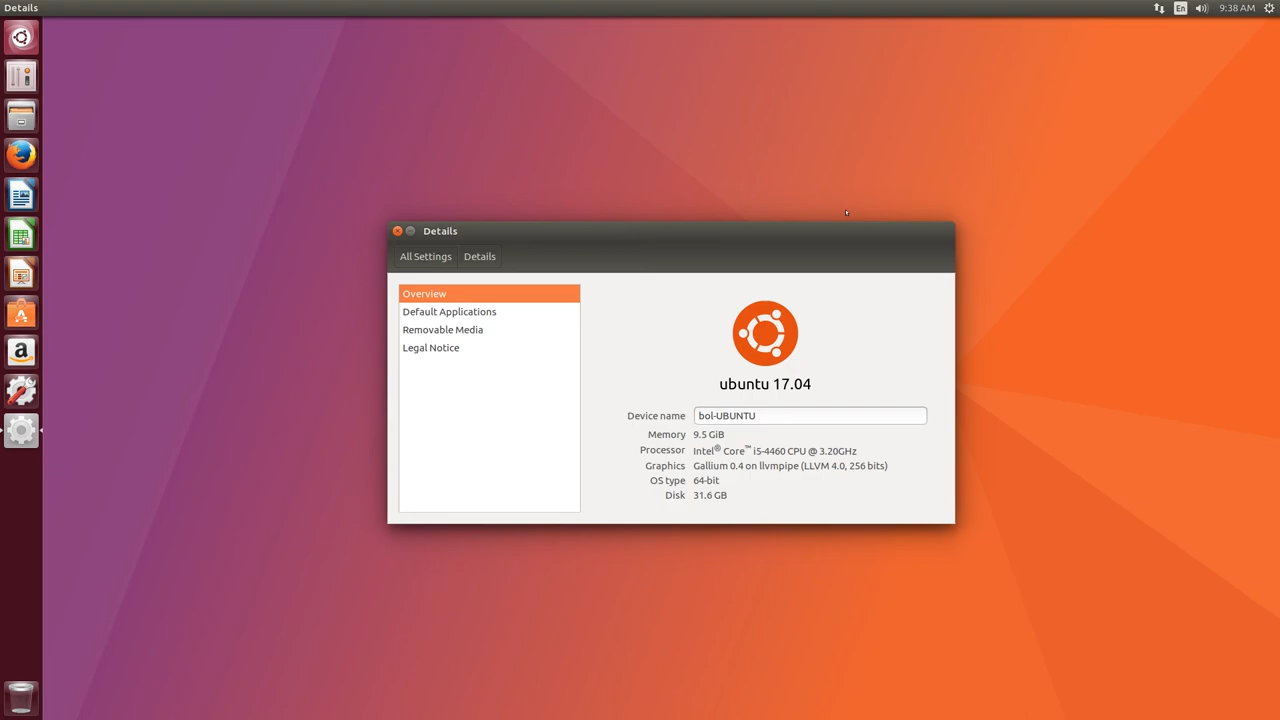 Details
En
9:38 AM
Details
All Settings
Details
Overview
Default Applications
Removable Media
Legal Notice
ubuntu 17.04
Device name bol-UBUNTU
Memory 9.5 GiB
Processor Intel® Core™ i5-4460 CPU @ 3.20GHz
Graphics Gallium 0.4 on llvmpipe (LLVM 4.0, 256 bits)
OS type 64-bit
Disk 31.6 GB